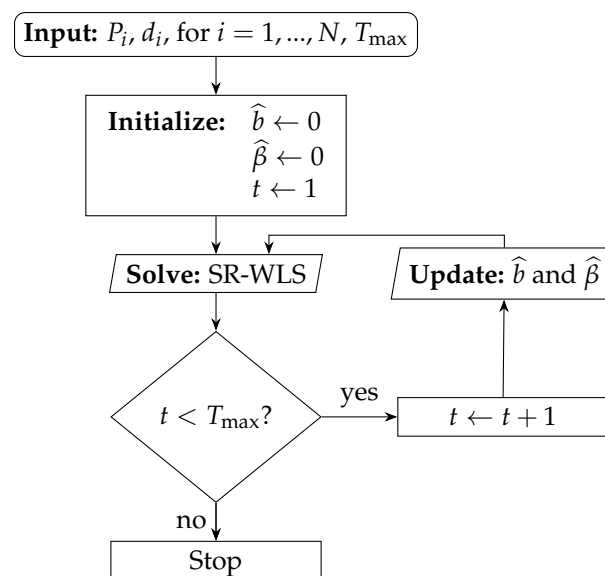 Input: P_i, d_i, for i = 1, ..., N, T_max
Initialize: b̂ ← 0
β̂ ← 0
t ← 1
Solve: SR-WLS
Update: b̂ and β̂
t < T_max?
yes
t ← t + 1
no
Stop